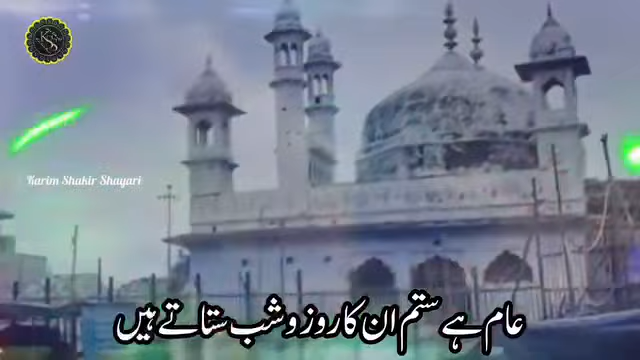 Karim Shakir Shayari
عام ہے ستم ان کا روز و شب ستاتے ہیں